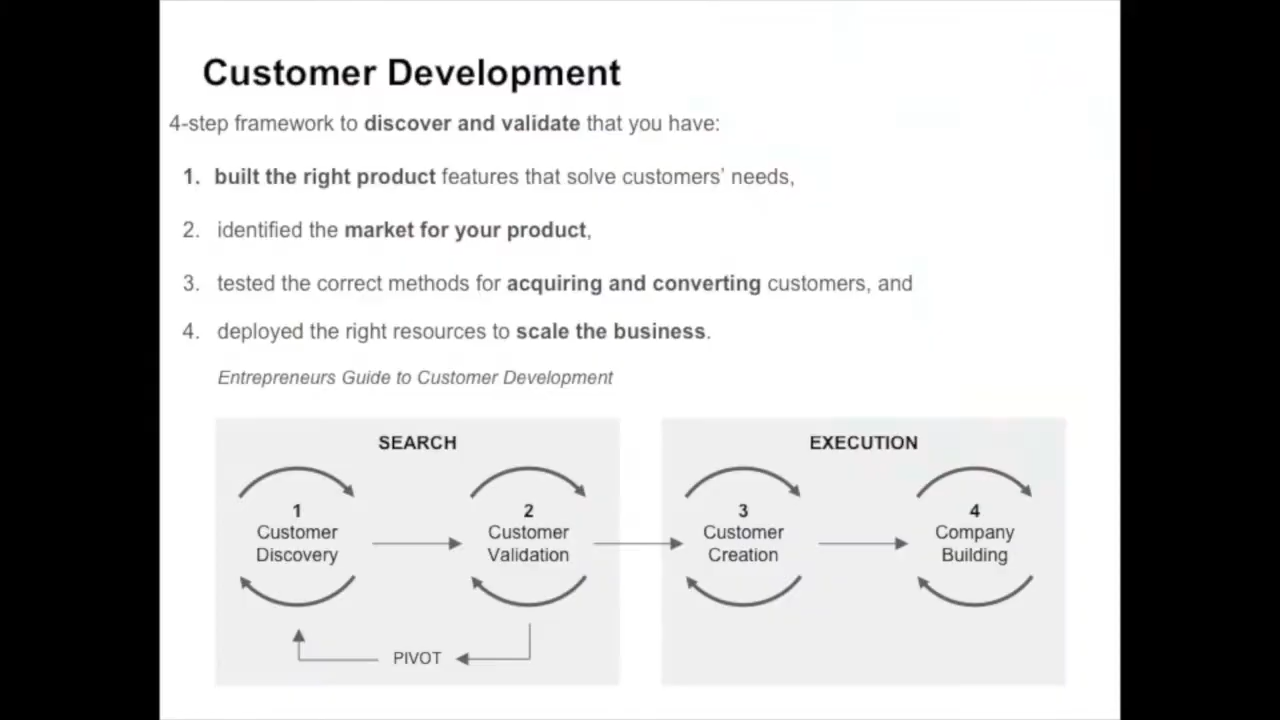 Customer Development
4-step framework to discover and validate that you have:
1. built the right product features that solve customers’ needs,
2. identified the market for your product,
3. tested the correct methods for acquiring and converting customers, and
4. deployed the right resources to scale the business.
Entrepreneurs Guide to Customer Development
SEARCH
1
Customer
Discovery
2
Customer
Validation
PIVOT
EXECUTION
3
Customer
Creation
4
Company
Building